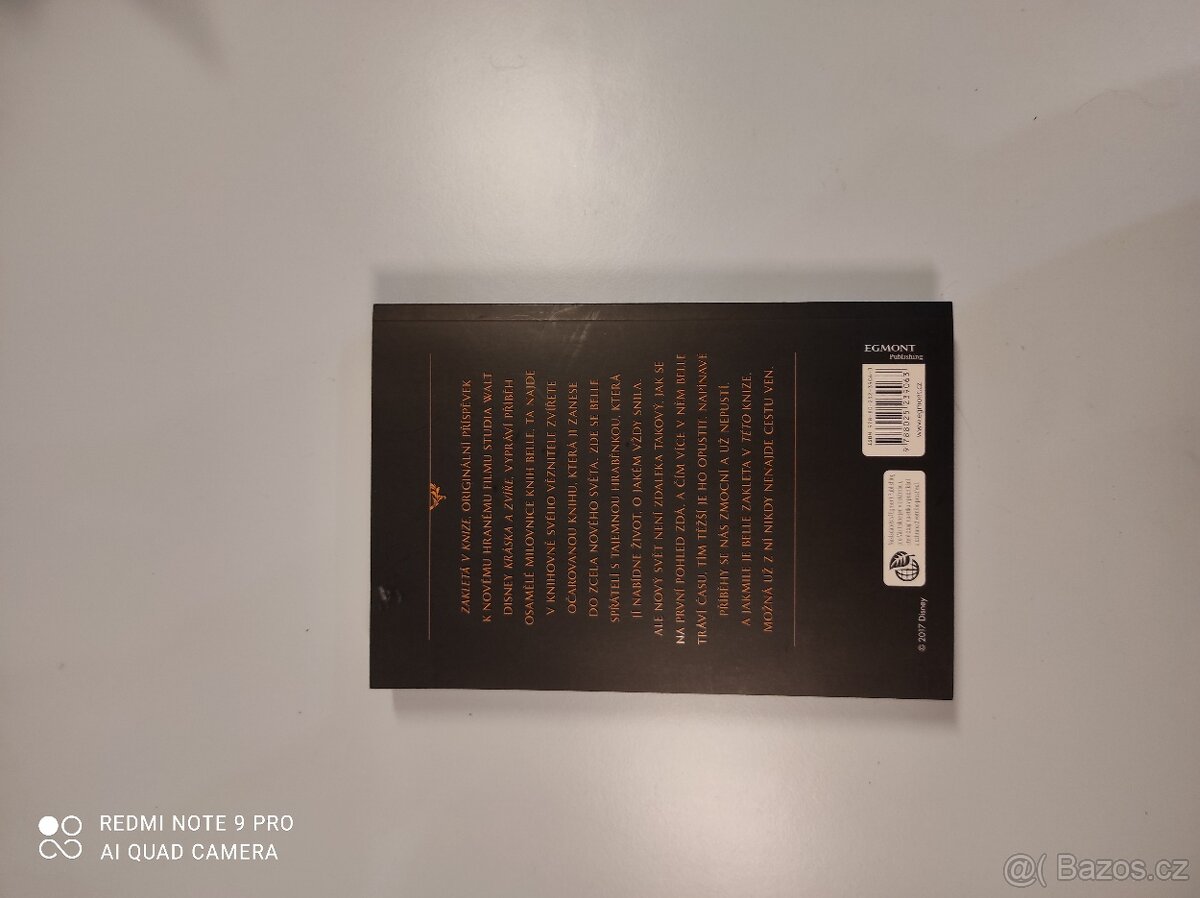 ZAKLETÁ V KNIZE, ORIGINÁLNÍ PŘÍSPĚVEK
K NOVÉMU HRANÉMU FILMU STUDIA WALT
DISNEY KRÁSKA A ZVÍŘE, VYPRÁVÍ PŘÍBĚH
OSAMĚLÉ MILOVNICE KNIH BELLE. TA NAJDE
V KNIHOVNĚ SVÉHO VĚZNITELE ZVÍŘETE
OČAROVANOU KNIHU, KTERÁ JI ZANESE
DO ZCELA NOVÉHO SVĚTA. ZDE SE BELLE
SPŘÁTELÍ S TAJEMNOU HRABĚNKOU, KTERÁ
JÍ NABÍDNE ŽIVOT, O JAKÉM VŽDY SNILA.
ALE NOVÝ SVĚT NENÍ ZDALEKA TAKOVÝ, JAK SE
NA PRVNÍ POHLED ZDÁ, A ČÍM VÍCE V NĚM BELLE
TRÁVÍ ČASU, TÍM TĚŽŠÍ JE HO OPUSTIT. NAPÍNAVÉ
PŘÍBĚHY SE NÁS ZMOCNÍ A UŽ NEPUSTÍ.
A JAKMILE JE BELLE ZAKLETA V TÉTO KNIZE,
MOŽNÁ UŽ Z NÍ NIKDY NENAJDE CESTU VEN.
© 2017 Disney
EGMONT
Publishing
9 788025 239063
www.egmont.cz
REDMI NOTE 9 PRO
AI QUAD CAMERA
@( Bazos.cz